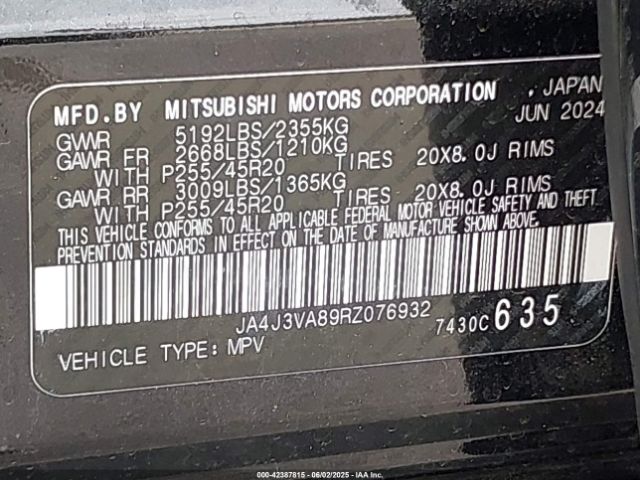 MFD.BY MITSUBISHI MOTORS CORPORATION , JAPAN
JUN 2024
GVWR 5192LBS/2355KG
GAWR FR 2668LBS/1210KG
WITH P255/45R20 TIRES 20X8.0J RIMS
GAWR RR 3009LBS/1365KG
WITH P255/45R20 TIRES 20X8.0J RIMS
THIS VEHICLE CONFORMS TO ALL APPLICABLE FEDERAL MOTOR VEHICLE SAFETY AND THEFT
PREVENTION STANDARDS IN EFFECT ON THE DATE OF MANUFACTURE SHOWN ABOVE.
JA4J3VA89RZ076932 7430C 635
VEHICLE TYPE: MPV
000-42387815 - 06/02/2025 - IAA Inc.